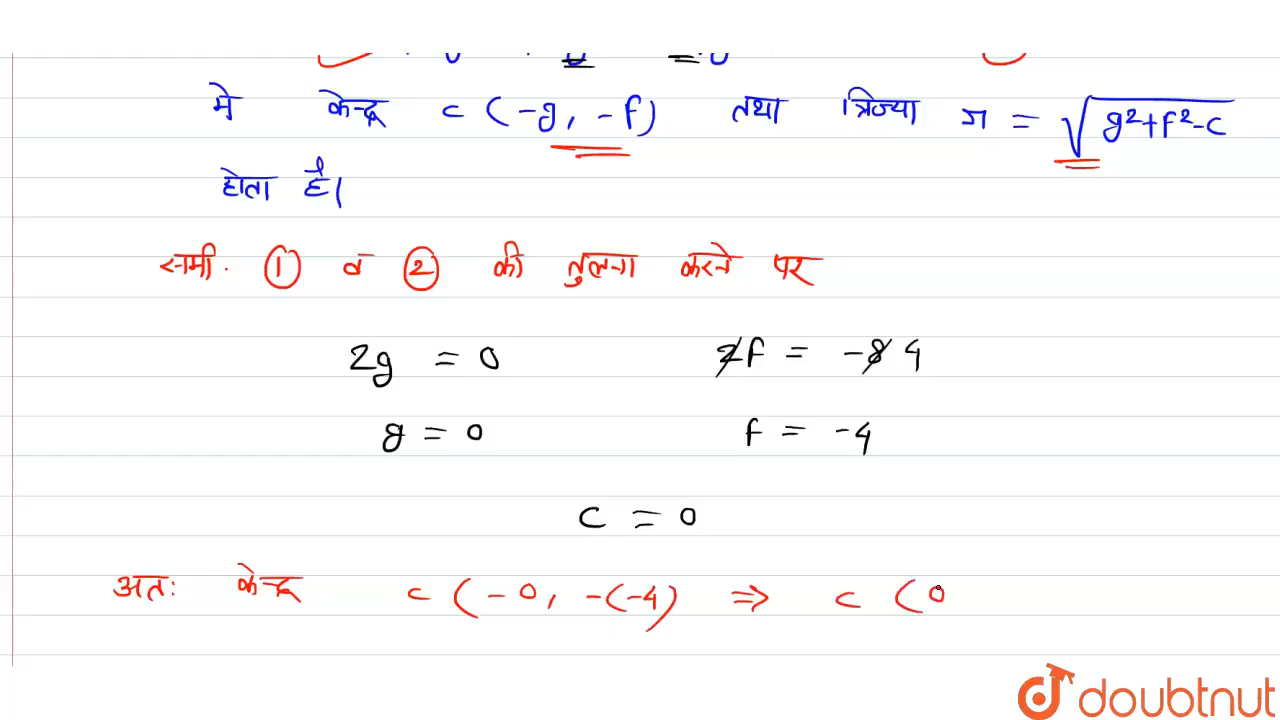 मे केन्द्र C (-g, -f) तथा त्रिज्या r = √g²+f²-c
होता है।
समी. ① व ② की तुलना करने पर
2g = 0 2f = -8 4
g = 0 f = -4
C = 0
अतः केन्द्र C (-0, -(-4) ⇒ C (0
doubtnut